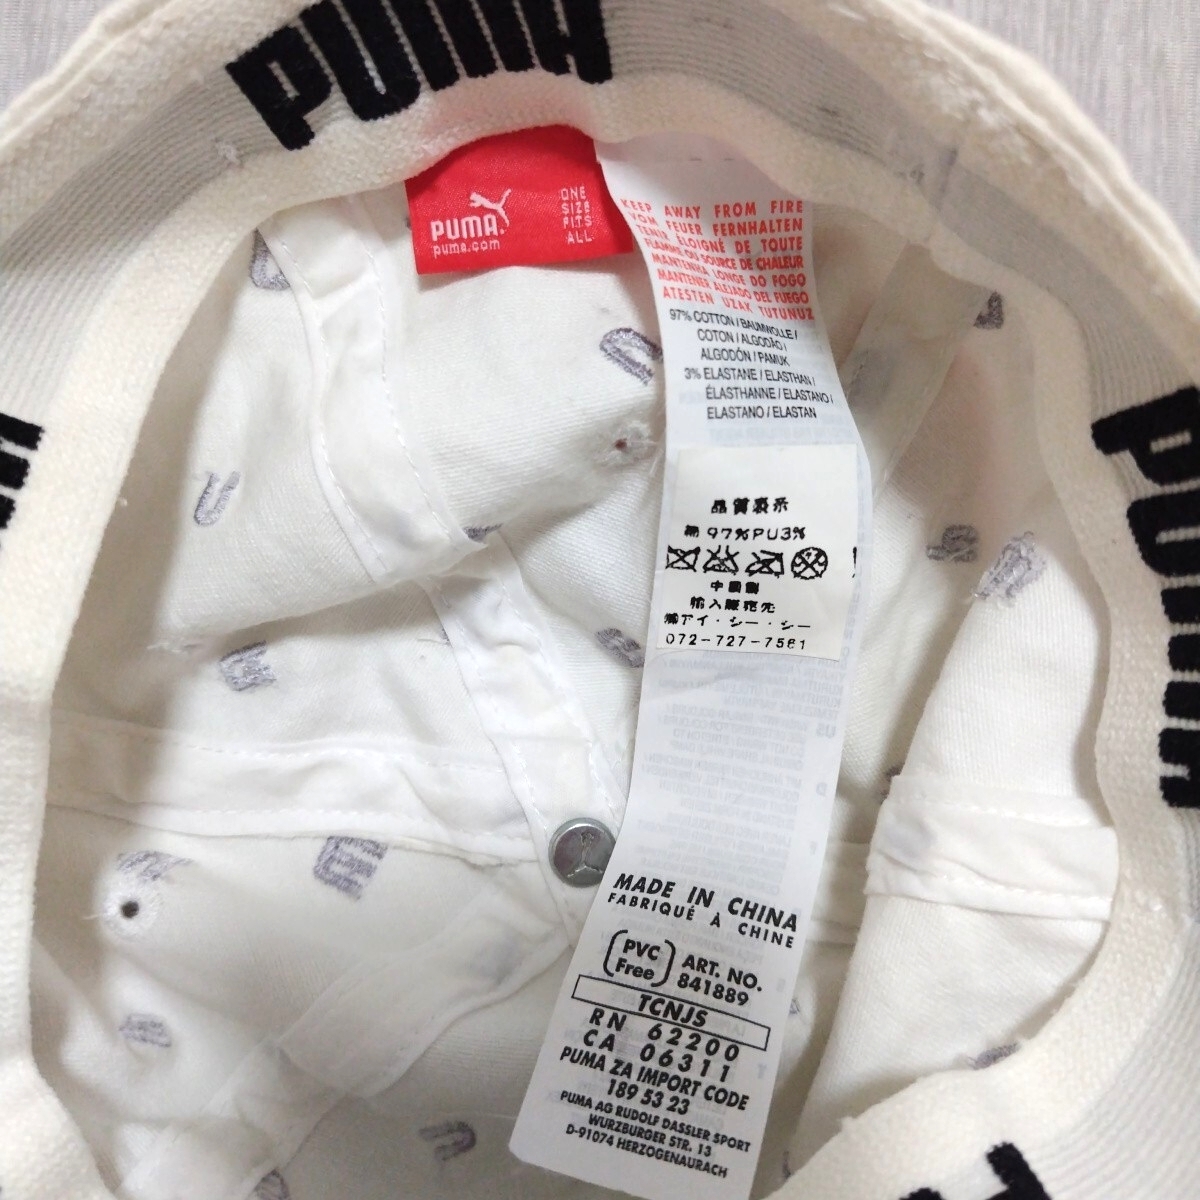 PUMA
PUMA
puma.com
ONE
SIZE
FITS
ALL
KEEP AWAY FROM FIRE
VOM FEUER FERNHALTEN
TENIR ÉLOIGNÉ DE TOUTE
FLAMME OU SOURCE DE CHALEUR
MANTENHA LONGE DO FOGO
MANTENER ALEJADO DEL FUEGO
ATESTEN UZAK TUTUNUZ
97% COTTON / BAUMWOLLE /
COTON / ALGODÃO /
ALGODÓN / PAMUK
3% ELASTANE / ELASTHAN /
ÉLASTHANNE / ELASTANO /
ELASTANO / ELASTAN
品質表示
綿 97%PU3%
中国製
輸入販売元
㈱アイ・シー・シー
072-727-7561
MADE IN CHINA
FABRIQUÉ À CHINE
(PVC Free)
ART. NO.
841889
TCNJS
RN 62200
CA 06311
PUMA ZA IMPORT CODE
189 53 23
PUMA AG RUDOLF DASSLER SPORT
WURZBURGER STR. 13
D-91074 HERZOGENAURACH
PUMA